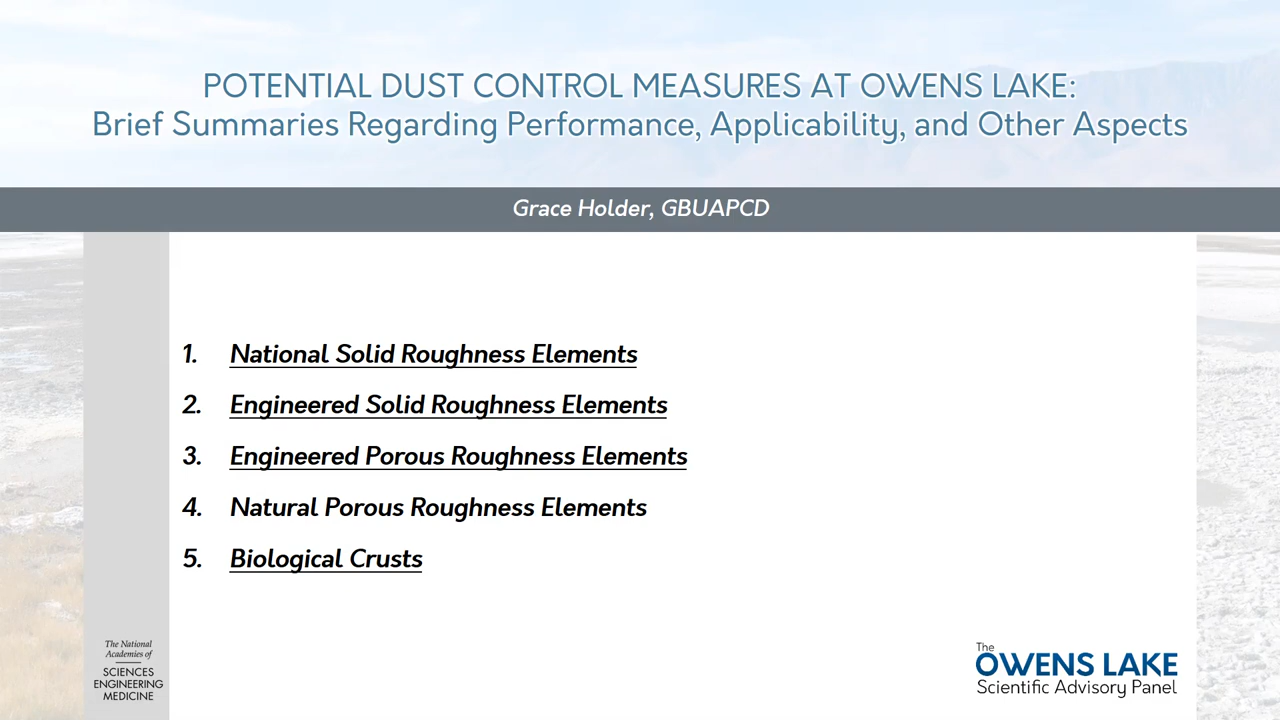 POTENTIAL DUST CONTROL MEASURES AT OWENS LAKE:
Brief Summaries Regarding Performance, Applicability, and Other Aspects
Grace Holder, GBUAPCD
1. National Solid Roughness Elements
2. Engineered Solid Roughness Elements
3. Engineered Porous Roughness Elements
4. Natural Porous Roughness Elements
5. Biological Crusts
The National
Academies of
SCIENCES
ENGINEERING
MEDICINE
The
OWENS LAKE
Scientific Advisory Panel